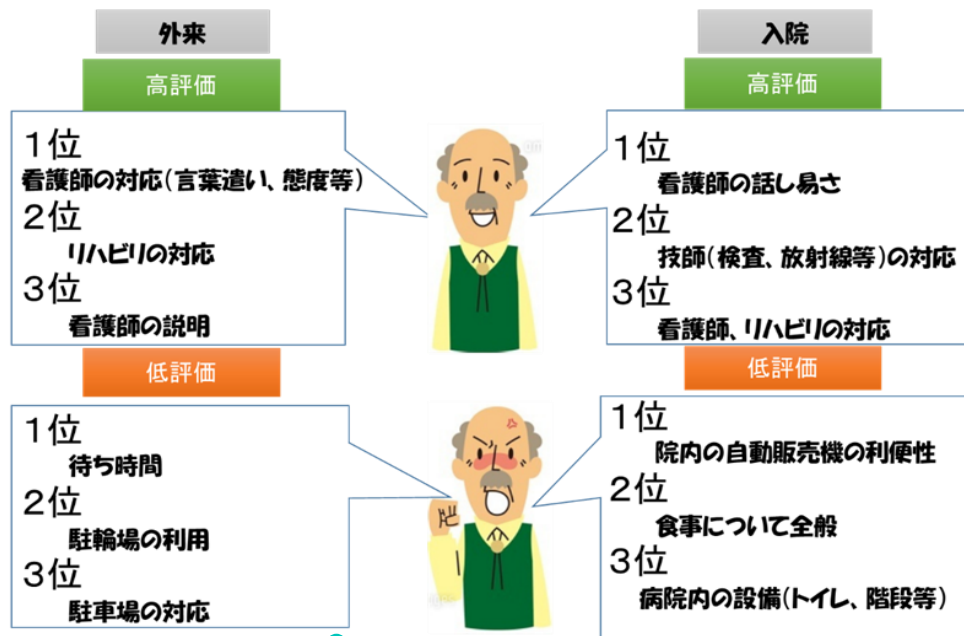 外来
高評価
1位
看護師の対応(言葉遣い、態度等)
2位
リハビリの対応
3位
看護師の説明
低評価
1位
待ち時間
2位
駐輪場の利用
3位
駐車場の対応
入院
高評価
1位
看護師の話し易さ
2位
技師(検査、放射線等)の対応
3位
看護師、リハビリの対応
低評価
1位
院内の自動販売機の利便性
2位
食事について全般
3位
病院内の設備(トイレ、階段等)